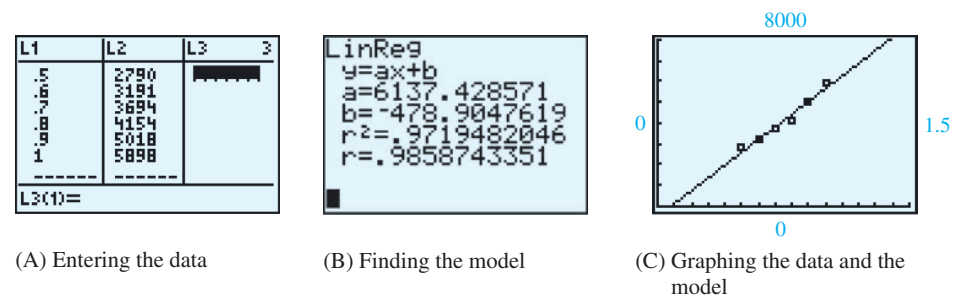 L1 L2 L3 3
.5 2790
.6 3191
.7 3694
.8 4154
.9 5018
1 5898
------ ------
L3(1)=
(A) Entering the data
LinReg
y=ax+b
a=6137.428571
b=-478.9047619
r²=.9719482046
r=.9858743351
(B) Finding the model
8000
0
1.5
0
(C) Graphing the data and the
model